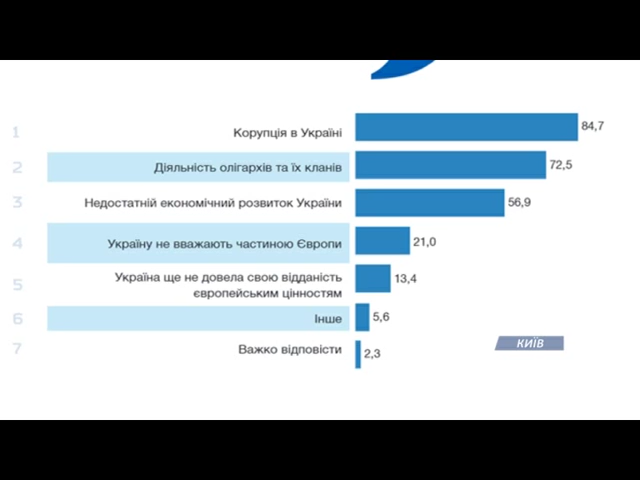 1 Корупція в Україні 84,7
2 Діяльність олігархів та їх кланів 72,5
3 Недостатній економічний розвиток України 56,9
4 Україну не вважають частиною Європи 21,0
5 Україна ще не довела свою відданість
європейським цінностям 13,4
6 Інше 5,6
7 Важко відповісти 2,3
КИЇВ